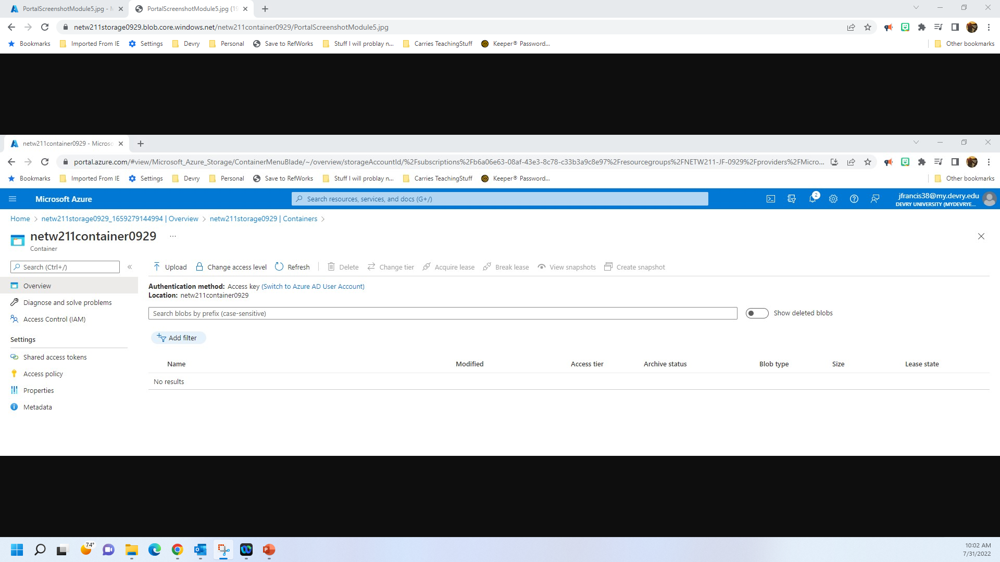 PortalScreenshotModule5.jpg - M
PortalScreenshotModule5.jpg (19
netw211storage0929.blob.core.windows.net/netw211container0929/PortalScreenshotModule5.jpg
Bookmarks Imported From IE Settings Devry Personal Save to RefWorks Stuff I will problay n... Carries TeachingStuff Keeper® Password... Other bookmarks
netw211container0929 - Microso
portal.azure.com/#view/Microsoft_Azure_Storage/ContainerMenuBlade/~/overview/storageAccountId/%2Fsubscriptions%2Fb6a06e63-08af-43e3-8c78-c33b3a9c8e97%2Fresourcegroups%2FNETW211-JF-0929%2Fproviders%2FMicro...
Bookmarks Imported From IE Settings Devry Personal Save to RefWorks Stuff I will problay n... Carries TeachingStuff Keeper® Password... Other bookmarks
Microsoft Azure
Search resources, services, and docs (G+/)
2
jfrancis38@my.devry.edu
DEVRY UNIVERSITY (MYDEVRYE...
Home > netw211storage0929_1659279144994 | Overview > netw211storage0929 | Containers >
netw211container0929 ...
Container
Search (Ctrl+/) «
Overview
Diagnose and solve problems
Access Control (IAM)
Settings
Shared access tokens
Access policy
Properties
Metadata
Upload Change access level Refresh Delete Change tier Acquire lease Break lease View snapshots Create snapshot
Authentication method: Access key (Switch to Azure AD User Account)
Location: netw211container0929
Search blobs by prefix (case-sensitive)
Show deleted blobs
Add filter
Name Modified Access tier Archive status Blob type Size Lease state
No results
74°
10:02 AM
7/31/2022